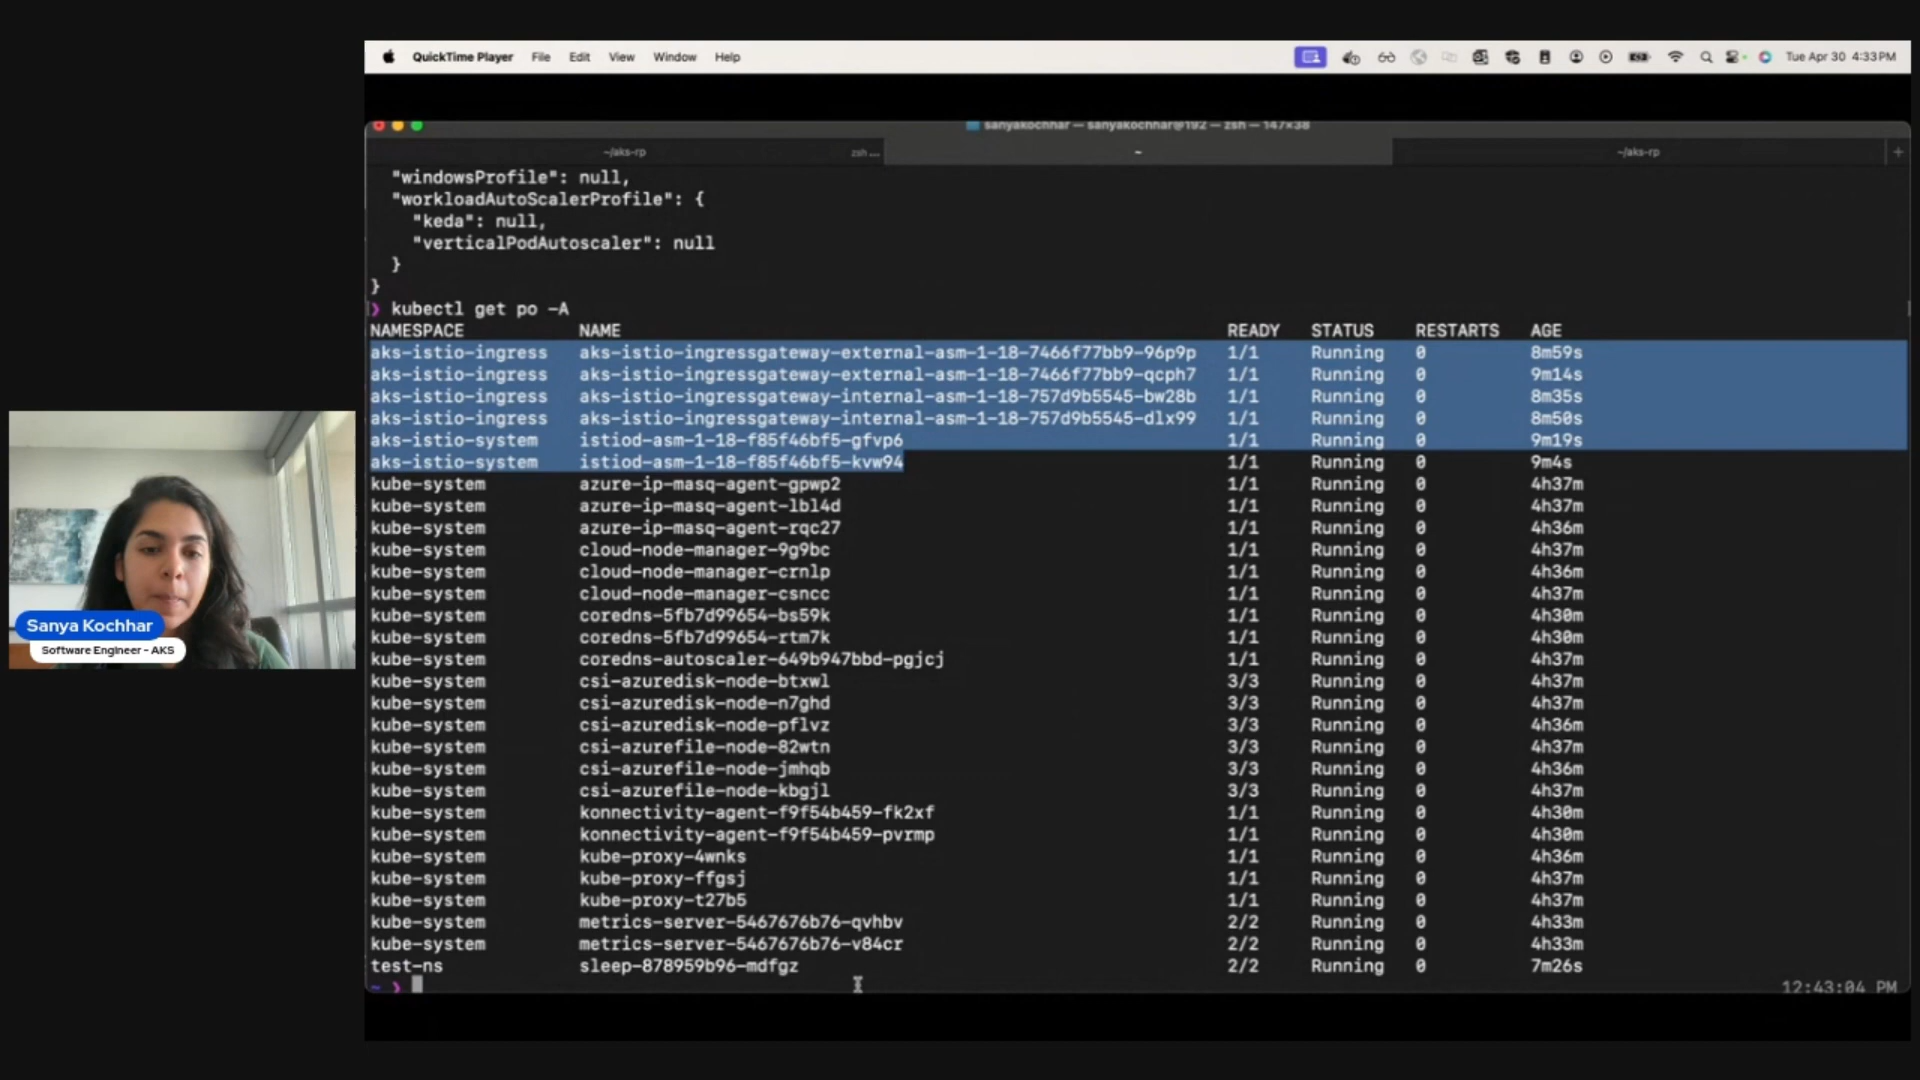 QuickTime Player File Edit View Window Help Tue Apr 30 4:33 PM
sanyakochhar — sanyakochhar@192 — zsh — 147×38
~/aks-rp zsh ... ~ ~/aks-rp +
"windowsProfile": null,
"workloadAutoScalerProfile": {
"keda": null,
"verticalPodAutoscaler": null
}
}
❯ kubectl get po -A
NAMESPACE NAME READY STATUS RESTARTS AGE
aks-istio-ingress aks-istio-ingressgateway-external-asm-1-18-7466f77bb9-96p9p 1/1 Running 0 8m59s
aks-istio-ingress aks-istio-ingressgateway-external-asm-1-18-7466f77bb9-qcph7 1/1 Running 0 9m14s
aks-istio-ingress aks-istio-ingressgateway-internal-asm-1-18-757d9b5545-bw28b 1/1 Running 0 8m35s
aks-istio-ingress aks-istio-ingressgateway-internal-asm-1-18-757d9b5545-dlx99 1/1 Running 0 8m50s
aks-istio-system istiod-asm-1-18-f85f46bf5-gfvp6 1/1 Running 0 9m19s
aks-istio-system istiod-asm-1-18-f85f46bf5-kvw94 1/1 Running 0 9m4s
kube-system azure-ip-masq-agent-gpwp2 1/1 Running 0 4h37m
kube-system azure-ip-masq-agent-lbl4d 1/1 Running 0 4h37m
kube-system azure-ip-masq-agent-rqc27 1/1 Running 0 4h36m
kube-system cloud-node-manager-9g9bc 1/1 Running 0 4h37m
kube-system cloud-node-manager-crnlp 1/1 Running 0 4h36m
kube-system cloud-node-manager-csncc 1/1 Running 0 4h37m
kube-system coredns-5fb7d99654-bs59k 1/1 Running 0 4h30m
kube-system coredns-5fb7d99654-rtm7k 1/1 Running 0 4h30m
kube-system coredns-autoscaler-649b947bbd-pgjcj 1/1 Running 0 4h37m
kube-system csi-azuredisk-node-btxwl 3/3 Running 0 4h37m
kube-system csi-azuredisk-node-n7ghd 3/3 Running 0 4h37m
kube-system csi-azuredisk-node-pflvz 3/3 Running 0 4h36m
kube-system csi-azurefile-node-82wtn 3/3 Running 0 4h37m
kube-system csi-azurefile-node-jmhqb 3/3 Running 0 4h36m
kube-system csi-azurefile-node-kbgjl 3/3 Running 0 4h37m
kube-system konnectivity-agent-f9f54b459-fk2xf 1/1 Running 0 4h30m
kube-system konnectivity-agent-f9f54b459-pvrmp 1/1 Running 0 4h30m
kube-system kube-proxy-4wnks 1/1 Running 0 4h36m
kube-system kube-proxy-ffgsj 1/1 Running 0 4h37m
kube-system kube-proxy-t27b5 1/1 Running 0 4h37m
kube-system metrics-server-5467676b76-qvhbv 2/2 Running 0 4h33m
kube-system metrics-server-5467676b76-v84cr 2/2 Running 0 4h33m
test-ns sleep-878959b96-mdfgz 2/2 Running 0 7m26s
~ ❯ 12:43:04 PM
Sanya Kochhar
Software Engineer - AKS